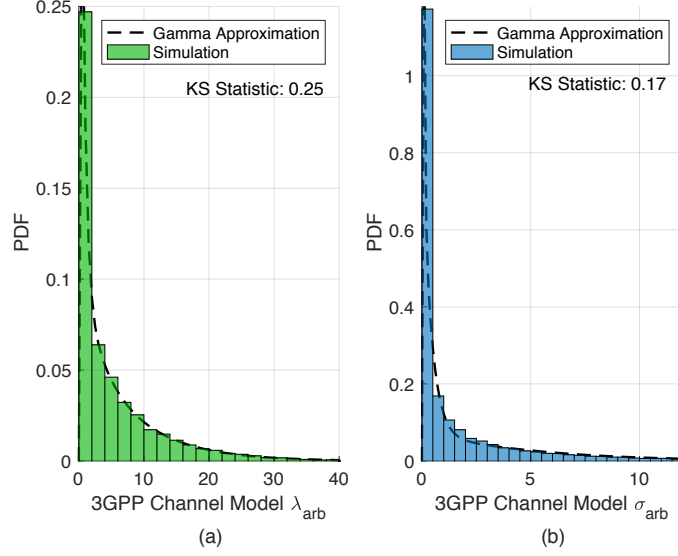 0.25
0.2
0.15
0.1
0.05
0
PDF
Gamma Approximation
Simulation
KS Statistic: 0.25
0 10 20 30 40
3GPP Channel Model λarb
(a)
1
0.8
0.6
0.4
0.2
0
PDF
Gamma Approximation
Simulation
KS Statistic: 0.17
0 5 10
3GPP Channel Model σarb
(b)